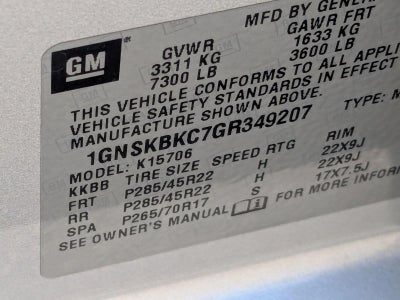 GM
MFD BY GENER
GVWR GAWR FRT
3311 KG 1633 KG
7300 LB 3600 LB
THIS VEHICLE CONFORMS TO ALL APPLI
VEHICLE SAFETY STANDARDS IN EFFECT
MANUFACTURE SHOWN ABOVE.
1GNSKBKC7GR349207 TYPE: M
MODEL: K15706
KKBB TIRE SIZE SPEED RTG RIM
FRT P285/45R22 H 22X9J
RR P285/45R22 H 22X9J
SPA P265/70R17 S 17X7.5J
SEE OWNER'S MANUAL i FOR MORE INFOR